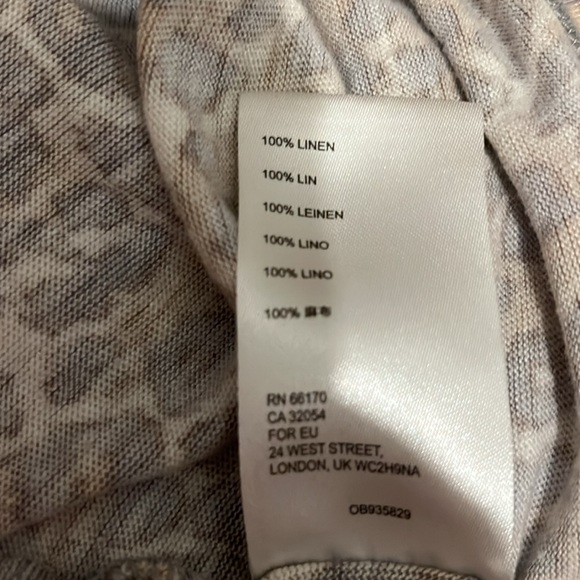 100% LINEN
100% LIN
100% LEINEN
100% LINO
100% LINO
100% 麻布
RN 66170
CA 32054
FOR EU
24 WEST STREET,
LONDON, UK WC2H9NA
OB935829